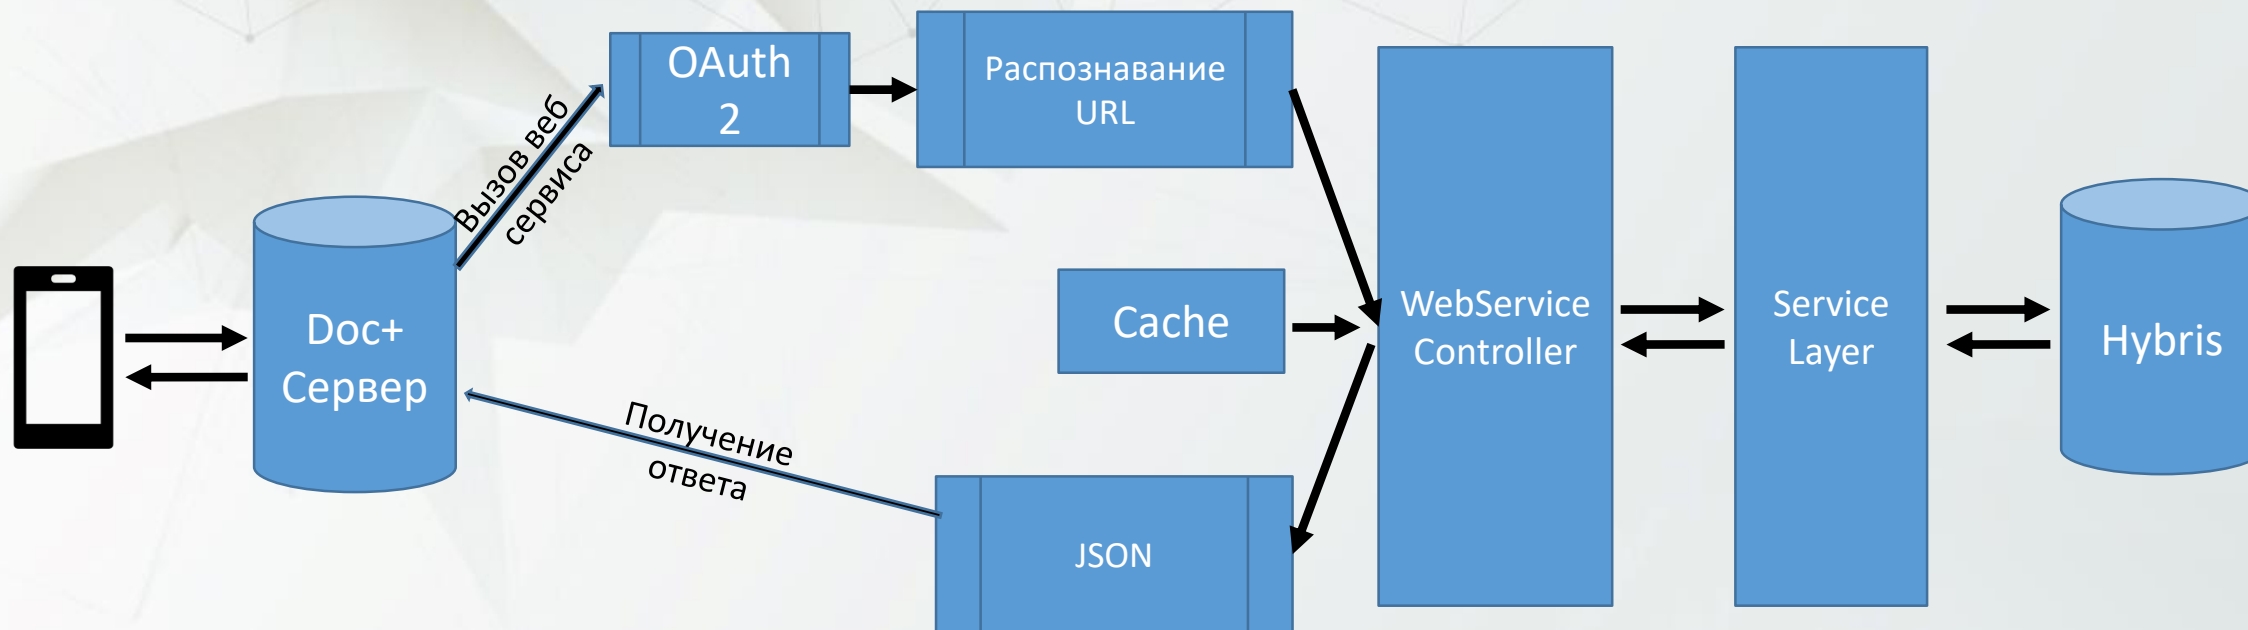 OAuth
2
Распознавание
URL
Вызов веб
сервиса
Doc+
Сервер
Cache
WebService
Controller
Service
Layer
Hybris
Получение
ответа
JSON